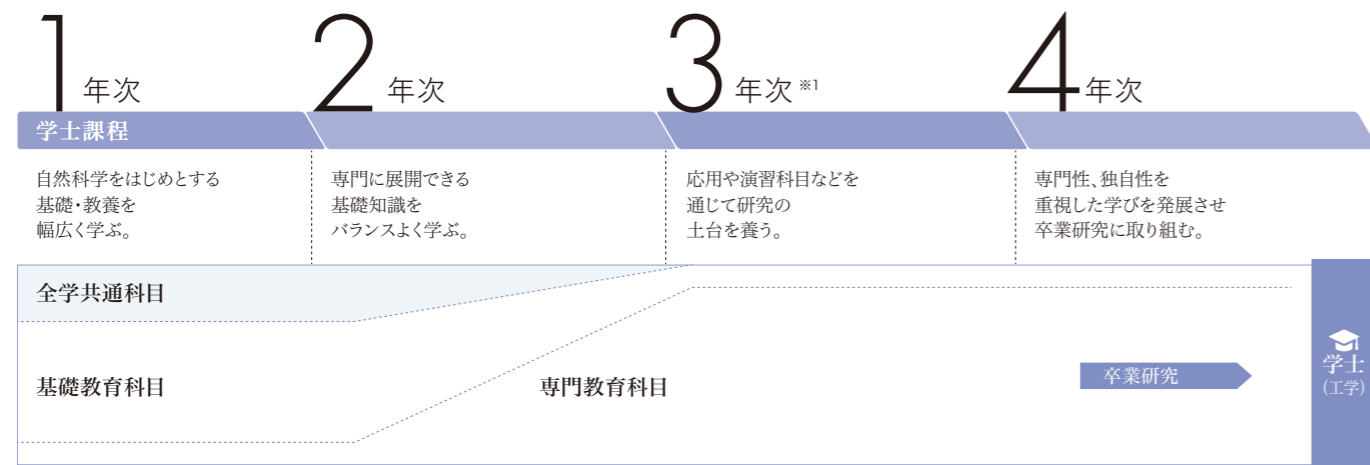 1年次
2年次
3年次※1
4年次
学士課程
自然科学をはじめとする
基礎・教養を
幅広く学ぶ。
専門に展開できる
基礎知識を
バランスよく学ぶ。
応用や演習科目などを
通じて研究の
土台を養う。
専門性、独自性を
重視した学びを発展させ
卒業研究に取り組む。
全学共通科目
基礎教育科目
専門教育科目
卒業研究
学士
(工学)